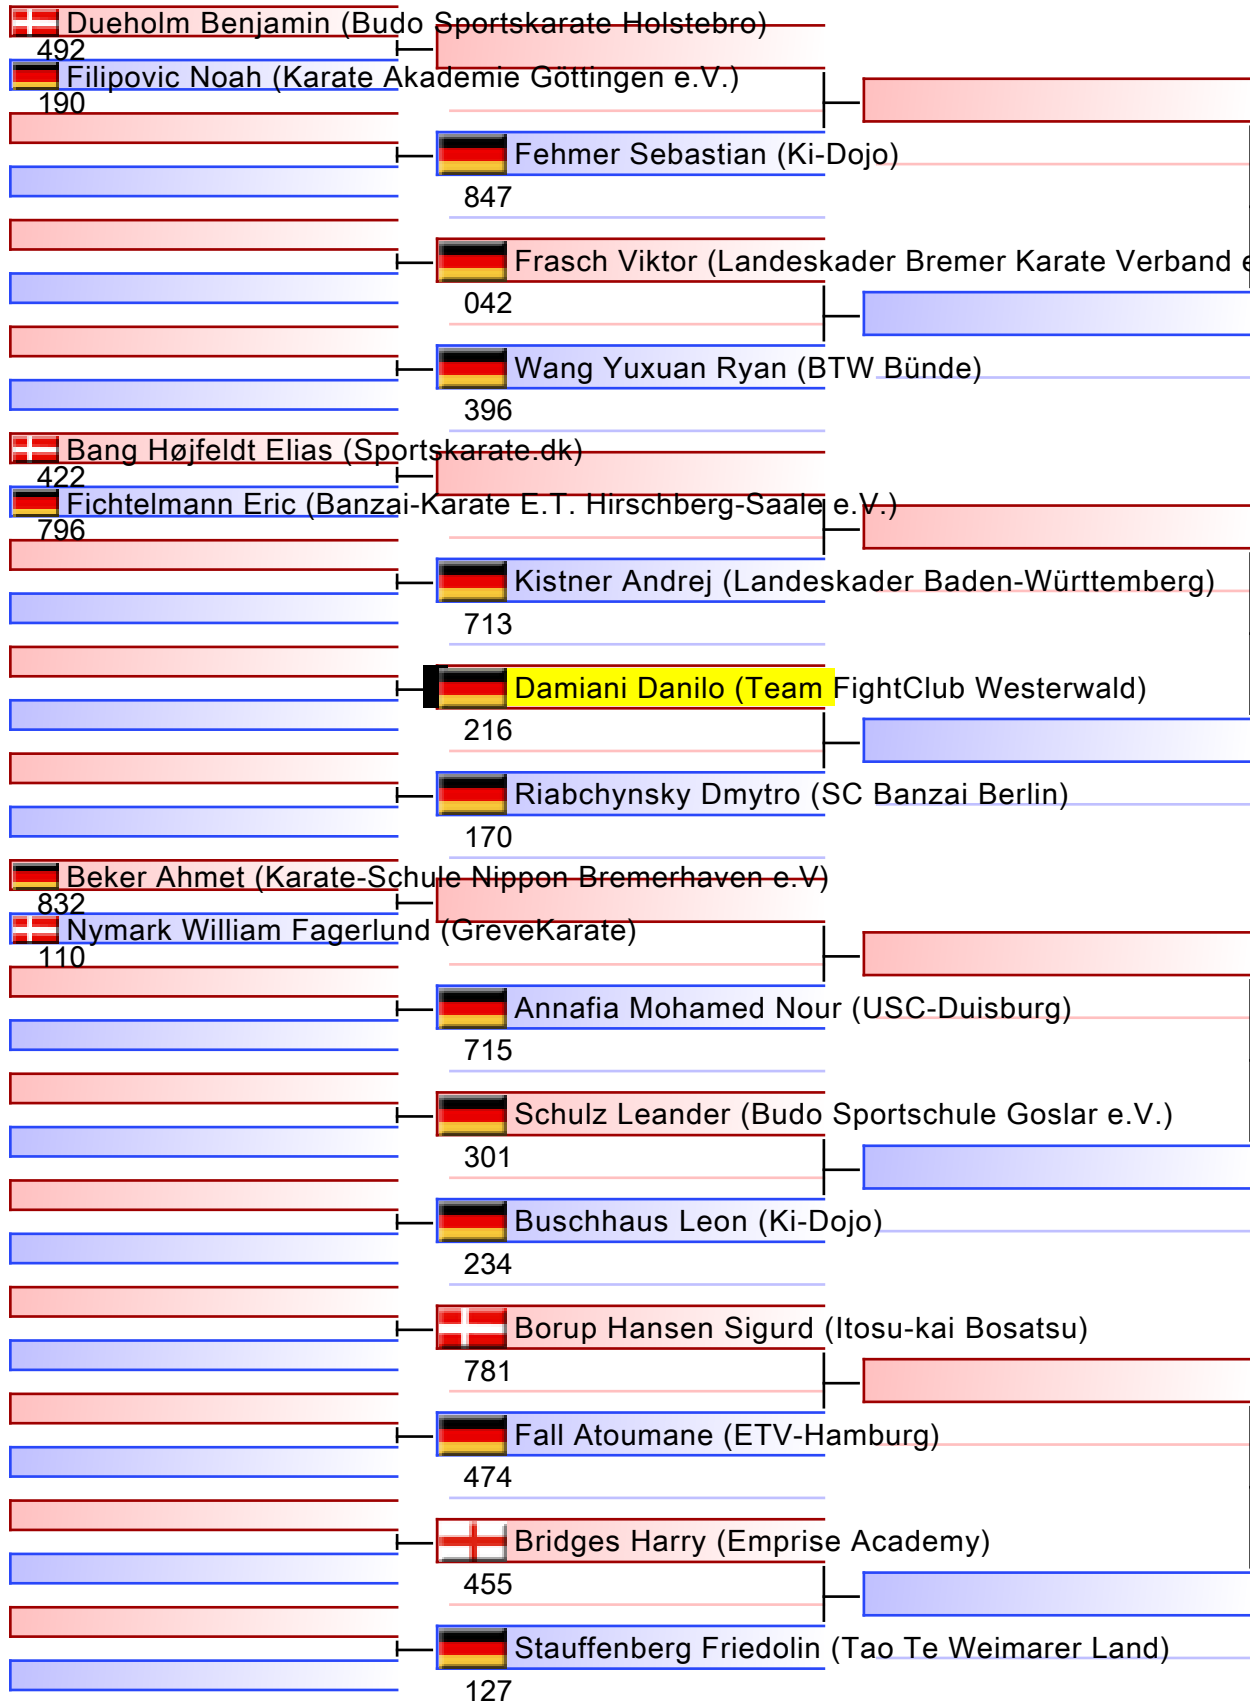 Dueholm Benjamin (Budo Sportskarate Holstebro)
492
Filipovic Noah (Karate Akademie Göttingen e.V.)
190
Fehmer Sebastian (Ki-Dojo)
847
Frasch Viktor (Landeskader Bremer Karate Verband e
042
Wang Yuxuan Ryan (BTW Bünde)
396
Bang Højfeldt Elias (Sportskarate.dk)
422
Fichtelmann Eric (Banzai-Karate E.T. Hirschberg-Saale e.V.)
796
Kistner Andrej (Landeskader Baden-Württemberg)
713
Damiani Danilo (Team FightClub Westerwald)
216
Riabchynsky Dmytro (SC Banzai Berlin)
170
Beker Ahmet (Karate-Schule Nippon Bremerhaven e.V)
832
Nymark William Fagerlund (GreveKarate)
110
Annafia Mohamed Nour (USC-Duisburg)
715
Schulz Leander (Budo Sportschule Goslar e.V.)
301
Buschhaus Leon (Ki-Dojo)
234
Borup Hansen Sigurd (Itosu-kai Bosatsu)
781
Fall Atoumane (ETV-Hamburg)
474
Bridges Harry (Emprise Academy)
455
Stauffenberg Friedolin (Tao Te Weimarer Land)
127